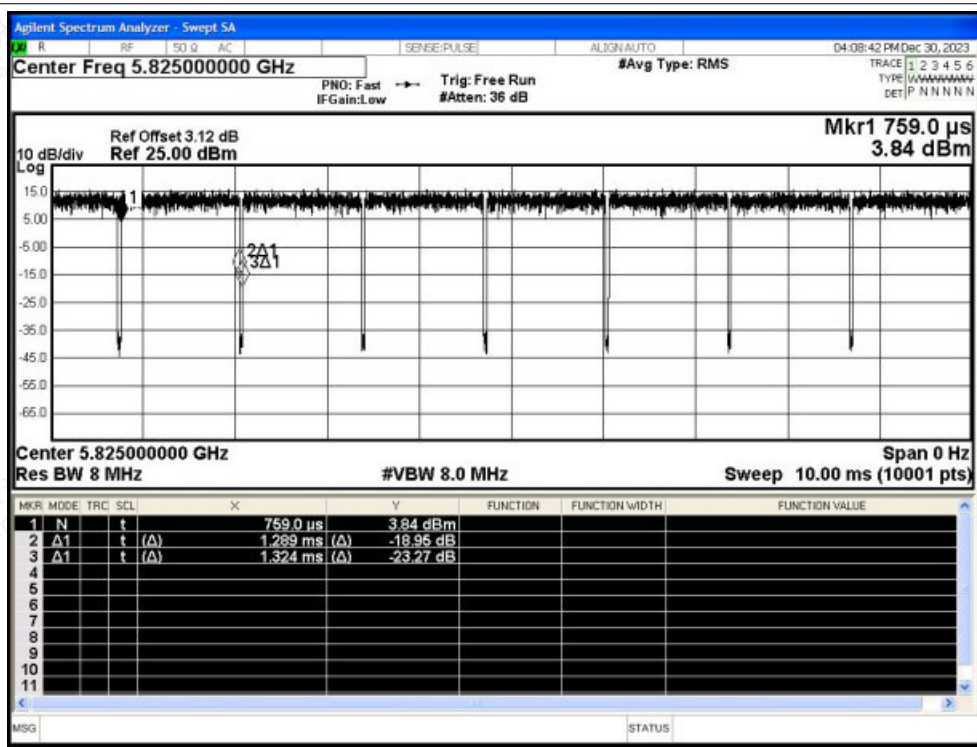 Agilent Spectrum Analyzer - Swept SA
R RF 50 Ω AC SENSE:PULSE ALIGN AUTO 04:08:42 PM Dec 30, 2023
Center Freq 5.825000000 GHz #Avg Type: RMS TRACE 1 2 3 4 5 6
PNO: Fast Trig: Free Run TYPE
IFGain:Low #Atten: 36 dB DET P N N N N N
Mkr1 759.0 µs
Ref Offset 3.12 dB
10 dB/div Ref 25.00 dBm 3.84 dBm
Log
15.0
1
5.00
-5.00
2Δ1
3Δ1
-15.0
-25.0
-35.0
-45.0
-55.0
-65.0
Center 5.825000000 GHz Span 0 Hz
Res BW 8 MHz #VBW 8.0 MHz Sweep 10.00 ms (10001 pts)
MKR MODE TRC SCL X Y FUNCTION FUNCTION WIDTH FUNCTION VALUE
1 N t 759.0 µs 3.84 dBm
2 Δ1 t (Δ) 1.289 ms (Δ) -18.95 dB
3 Δ1 t (Δ) 1.324 ms (Δ) -23.27 dB
4
5
6
7
8
9
10
11
MSG STATUS